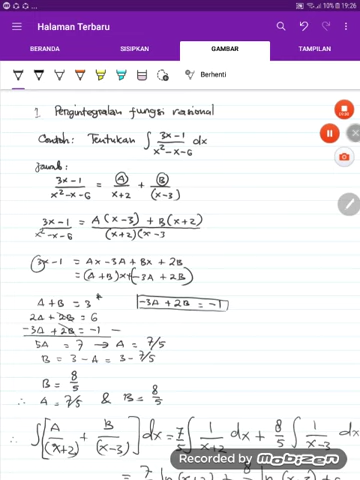 10% 19:26
Halaman Terbaru
BERANDA SISIPKAN GAMBAR TAMPILAN
Berhenti
1 Pengintegralan fungsi rasional
Contoh: Tentukan ∫ (3x-1)/(x²-x-6) dx
Jawab:
(3x-1)/(x²-x-6) = A/(x+2) + B/(x-3)
(3x-1)/(x²-x-6) = (A(x-3) + B(x+2))/((x+2)(x-3
3x-1 = Ax - 3A + Bx + 2B
= (A+B)x + (-3A + 2B)
A+B = 3* -3A + 2B = -1
2A + 2B = 6
-3A + 2B = -1 -
5A = 7 → A = 7/5
B = 3 - A = 3 - 7/5
B = 8/5
∴ A = 7/5 & B = 8/5
∴ ∫[A/(x+2) + B/(x-3)] dx = 7/5 ∫ 1/(x+2) dx + 8/5 ∫ 1/(x-3) dx
Recorded by mobizen